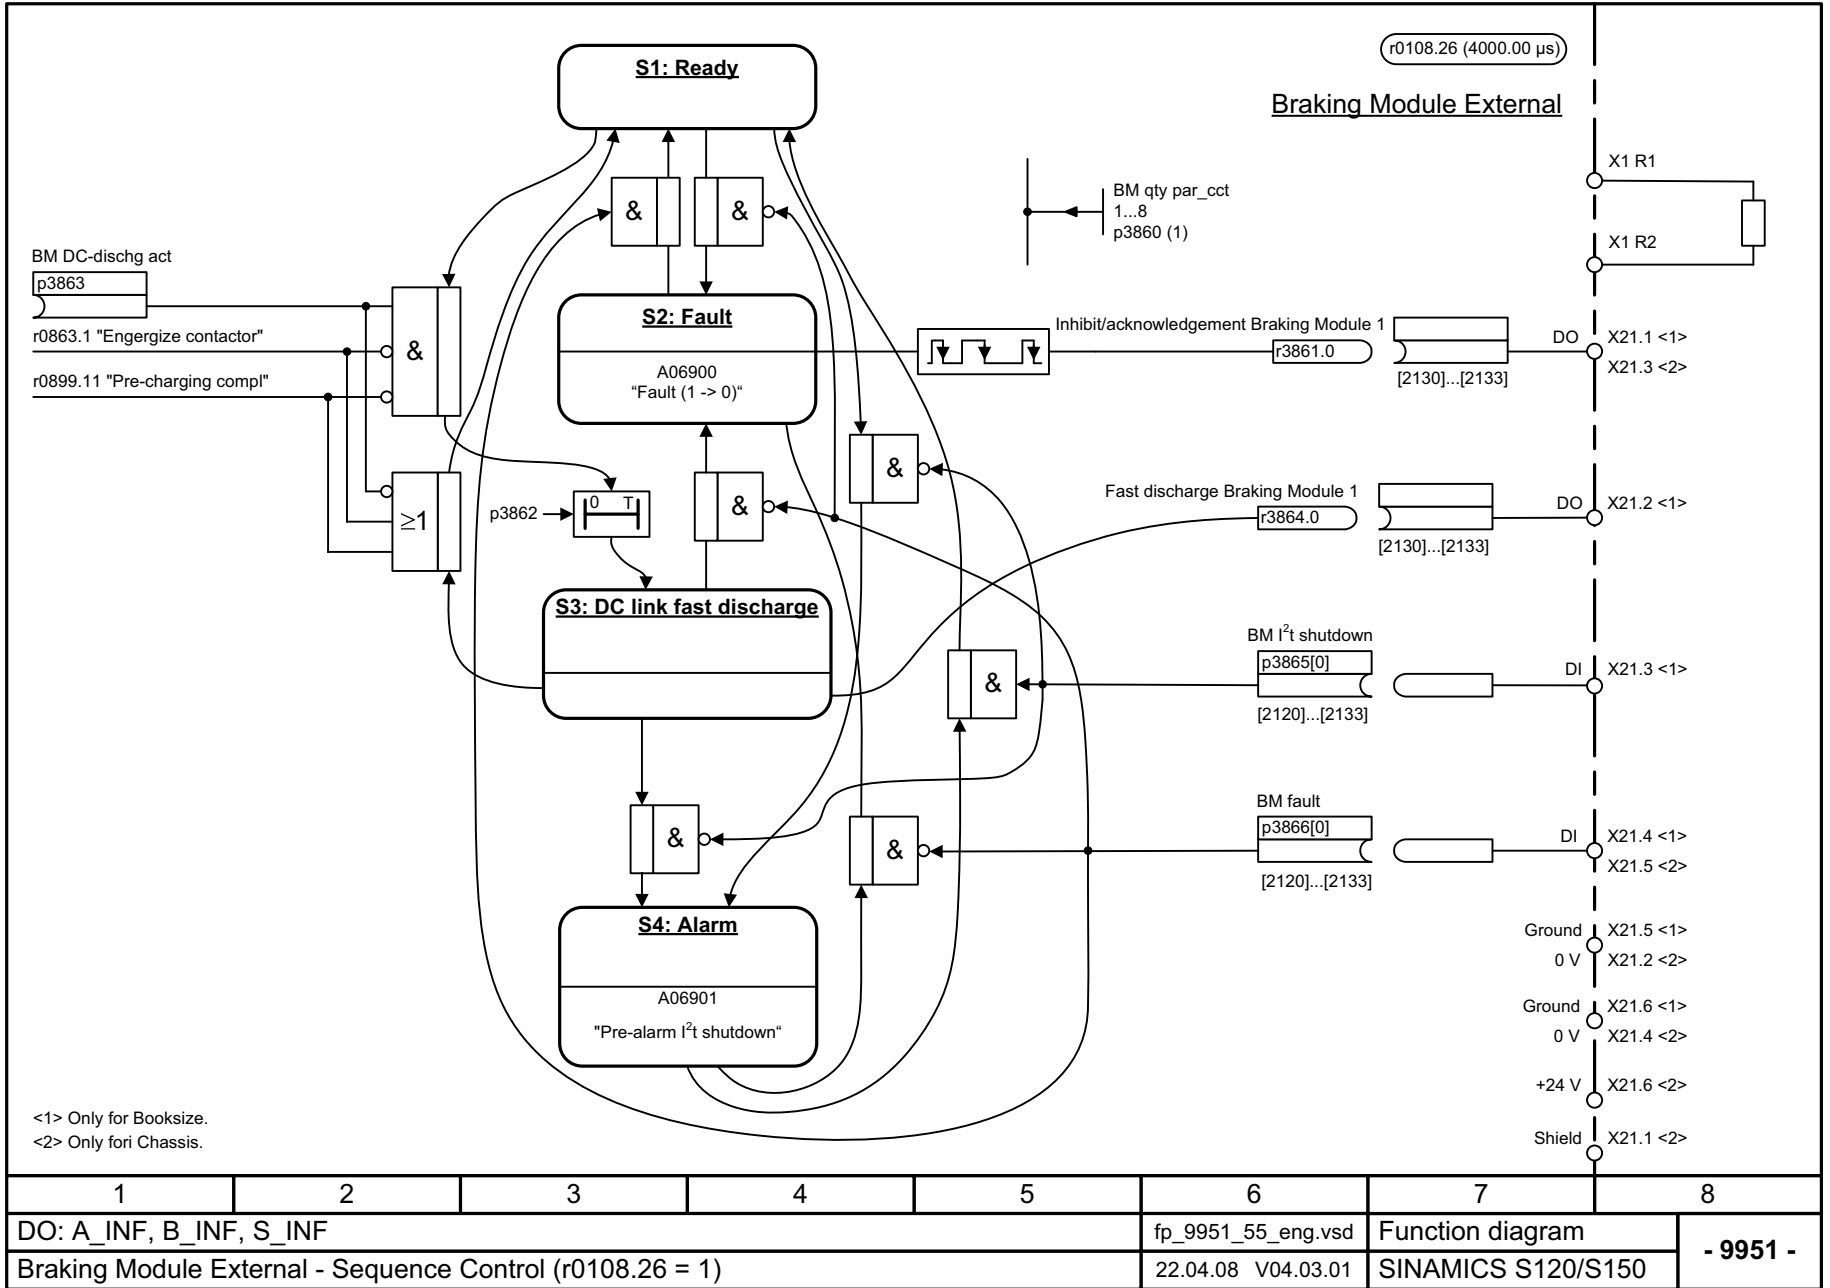 S1: Ready
r0108.26 (4000.00 µs)
Braking Module External
X1 R1
&
&
BM qty par_cct
1...8
p3860 (1)
X1 R2
BM DC-dischg act
p3863
S2: Fault
r0863.1 "Engergize contactor"
&
Inhibit/acknowledgement Braking Module 1
r3861.0
DO
X21.1 <1>
A06900
r0899.11 "Pre-charging compl"
“Fault (1 -> 0)“
[2130]...[2133]
X21.3 <2>
&
≥1
p3862
0 T
&
Fast discharge Braking Module 1
r3864.0
DO
X21.2 <1>
[2130]...[2133]
S3: DC link fast discharge
BM I²t shutdown
p3865[0]
&
DI
X21.3 <1>
[2120]...[2133]
BM fault
p3866[0]
&
&
DI
X21.4 <1>
X21.5 <2>
[2120]...[2133]
S4: Alarm
Ground
X21.5 <1>
0 V
X21.2 <2>
A06901
Ground
X21.6 <1>
"Pre-alarm I²t shutdown“
0 V
X21.4 <2>
+24 V
X21.6 <2>
<1> Only for Booksize.
<2> Only fori Chassis.
Shield
X21.1 <2>
1 2 3 4 5 6 7 8
DO: A_INF, B_INF, S_INF
fp_9951_55_eng.vsd
Function diagram
- 9951 -
Braking Module External - Sequence Control (r0108.26 = 1)
22.04.08 V04.03.01
SINAMICS S120/S150